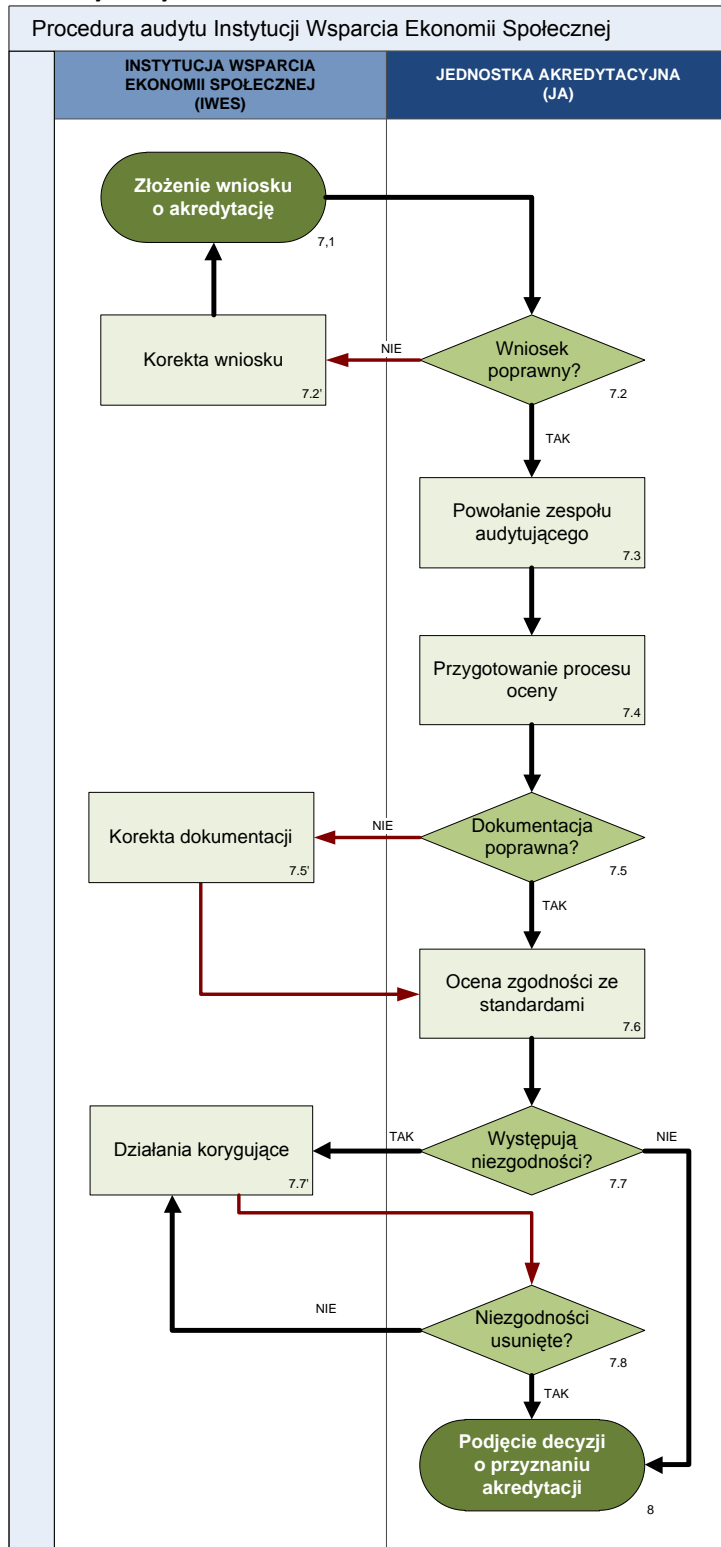 Procedura audytu Instytucji Wsparcia Ekonomii Społecznej
INSTYTUCJA WSPARCIA
EKONOMII SPOŁECZNEJ
(IWES)
JEDNOSTKA AKREDYTACYJNA
(JA)
Złożenie wniosku
o akredytację
7,1
Korekta wniosku
7.2'
NIE
Wniosek
poprawny?
7.2
TAK
Powołanie zespołu
audytującego
7.3
Przygotowanie procesu
oceny
7.4
Korekta dokumentacji
7.5'
NIE
Dokumentacja
poprawna?
7.5
TAK
Ocena zgodności ze
standardami
7.6
Działania korygujące
7.7'
TAK
Występują
niezgodności?
7.7
NIE
NIE
Niezgodności
usunięte?
7.8
TAK
Podjęcie decyzji
o przyznaniu
akredytacji
8